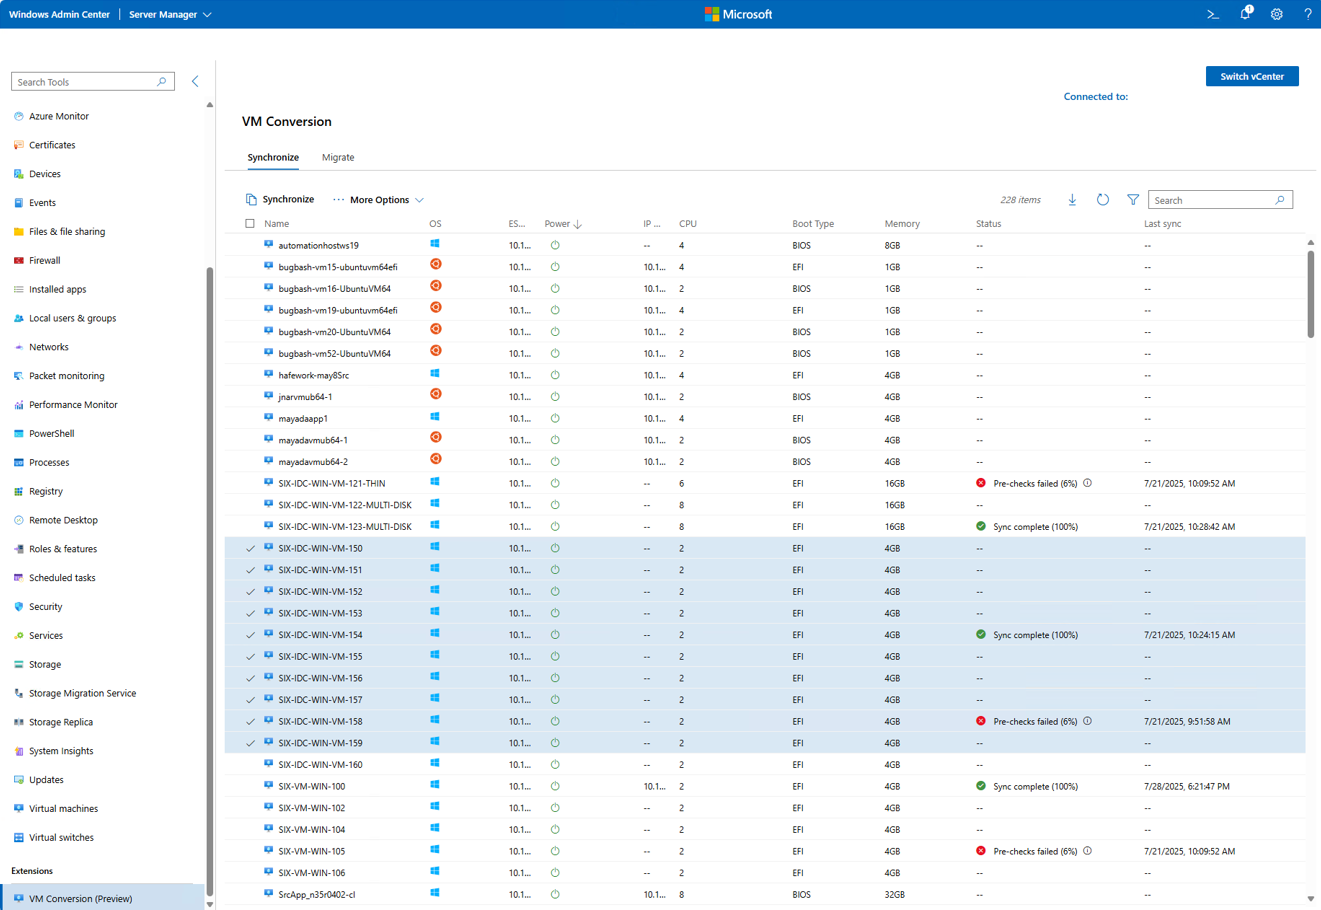 Windows Admin Center | Server Manager
Microsoft
1
Search Tools
Azure Monitor
Certificates
Devices
Events
Files & file sharing
Firewall
Installed apps
Local users & groups
Networks
Packet monitoring
Performance Monitor
PowerShell
Processes
Registry
Remote Desktop
Roles & features
Scheduled tasks
Security
Services
Storage
Storage Migration Service
Storage Replica
System Insights
Updates
Virtual machines
Virtual switches
Extensions
VM Conversion (Preview)
Switch vCenter
Connected to:
VM Conversion
Synchronize Migrate
Synchronize ··· More Options 228 items Search
Name OS ES... Power IP ... CPU Boot Type Memory Status Last sync
automationhostws19 10.1... -- 4 BIOS 8GB -- --
bugbash-vm15-ubuntuvm64efi 10.1... 10.1... 4 EFI 1GB -- --
bugbash-vm16-UbuntuVM64 10.1... 10.1... 2 BIOS 1GB -- --
bugbash-vm19-ubuntuvm64efi 10.1... 10.1... 4 EFI 1GB -- --
bugbash-vm20-UbuntuVM64 10.1... 10.1... 2 BIOS 1GB -- --
bugbash-vm52-UbuntuVM64 10.1... 10.1... 2 BIOS 1GB -- --
hafework-may8Src 10.1... 10.1... 4 EFI 4GB -- --
jnarvmub64-1 10.1... 10.1... 2 BIOS 4GB -- --
mayadaapp1 10.1... 10.1... 4 EFI 4GB -- --
mayadavmub64-1 10.1... 10.1... 2 BIOS 4GB -- --
mayadavmub64-2 10.1... 10.1... 2 BIOS 4GB -- --
SIX-IDC-WIN-VM-121-THIN 10.1... -- 6 EFI 16GB Pre-checks failed (6%) 7/21/2025, 10:09:52 AM
SIX-IDC-WIN-VM-122-MULTI-DISK 10.1... -- 8 EFI 16GB -- --
SIX-IDC-WIN-VM-123-MULTI-DISK 10.1... -- 8 EFI 16GB Sync complete (100%) 7/21/2025, 10:28:42 AM
SIX-IDC-WIN-VM-150 10.1... -- 2 EFI 4GB -- --
SIX-IDC-WIN-VM-151 10.1... -- 2 EFI 4GB -- --
SIX-IDC-WIN-VM-152 10.1... -- 2 EFI 4GB -- --
SIX-IDC-WIN-VM-153 10.1... -- 2 EFI 4GB -- --
SIX-IDC-WIN-VM-154 10.1... -- 2 EFI 4GB Sync complete (100%) 7/21/2025, 10:24:15 AM
SIX-IDC-WIN-VM-155 10.1... -- 2 EFI 4GB -- --
SIX-IDC-WIN-VM-156 10.1... -- 2 EFI 4GB -- --
SIX-IDC-WIN-VM-157 10.1... -- 2 EFI 4GB -- --
SIX-IDC-WIN-VM-158 10.1... -- 2 EFI 4GB Pre-checks failed (6%) 7/21/2025, 9:51:58 AM
SIX-IDC-WIN-VM-159 10.1... -- 2 EFI 4GB -- --
SIX-IDC-WIN-VM-160 10.1... -- 2 EFI 4GB -- --
SIX-VM-WIN-100 10.1... 10.1... 2 EFI 4GB Sync complete (100%) 7/28/2025, 6:21:47 PM
SIX-VM-WIN-102 10.1... -- 2 EFI 4GB -- --
SIX-VM-WIN-104 10.1... -- 2 EFI 4GB -- --
SIX-VM-WIN-105 10.1... -- 2 EFI 4GB Pre-checks failed (6%) 7/21/2025, 10:09:52 AM
SIX-VM-WIN-106 10.1... -- 2 EFI 4GB -- --
SrcApp_n35r0402-cl 10.1... 10.1... 8 BIOS 32GB -- --